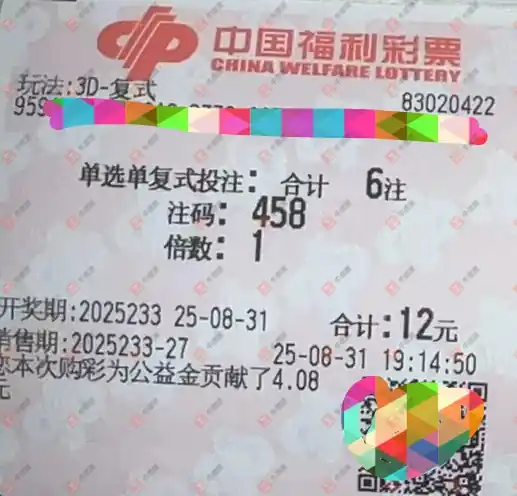 中国福利彩票
CHINA WELFARE LOTTERY
玩法:3D-复式
83020422
959
单选单复式投注: 合计 6注
注码: 458
倍数: 1
开奖期:2025233 25-08-31 合计:12元
销售期:2025233-27 25-08-31 19:14:50
您本次购彩为公益金贡献了4.08
元